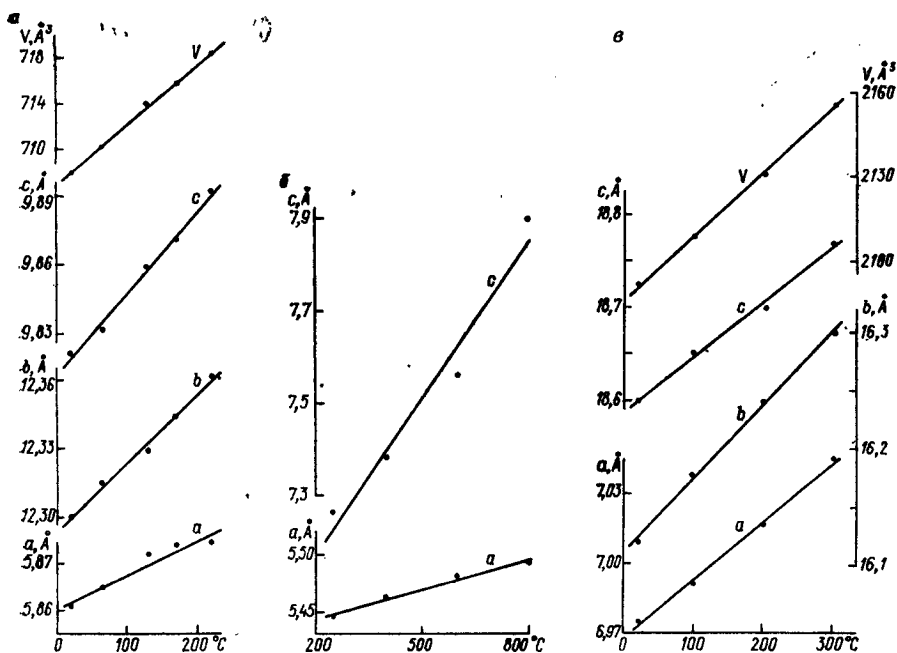 а
V, Å³
718
714
710
V
c, Å
9,89
9,86
9,83
c
b, Å
12,36
12,33
12,30
b
a, Å
5,87
5,86
a
0 100 200 °C
б
c, Å
7,9
7,7
7,5
7,3
c
a, Å
5,50
5,45
a
200 500 800 °C
в
V, Å³
2160
2130
2100
V
c, Å
18,8
18,7
18,6
c
b, Å
16,3
16,2
16,1
b
a, Å
7,03
7,00
6,97
a
0 100 200 300 °C